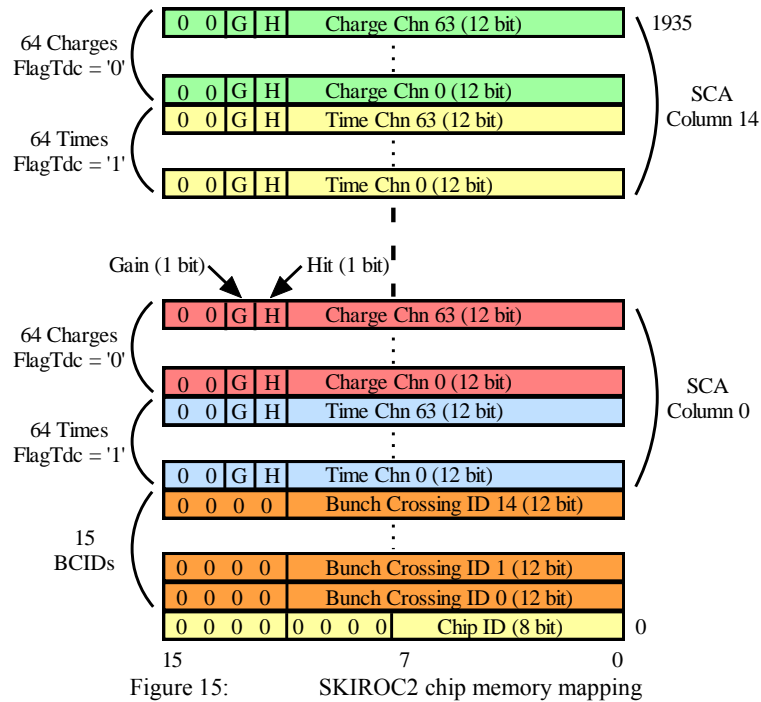 0 0 G H Charge Chn 63 (12 bit) 1935
64 Charges
FlagTdc = '0'
0 0 G H Charge Chn 0 (12 bit)
0 0 G H Time Chn 63 (12 bit)
SCA
Column 14
64 Times
FlagTdc = '1'
0 0 G H Time Chn 0 (12 bit)
Gain (1 bit) Hit (1 bit)
0 0 G H Charge Chn 63 (12 bit)
64 Charges
FlagTdc = '0'
0 0 G H Charge Chn 0 (12 bit)
0 0 G H Time Chn 63 (12 bit)
SCA
Column 0
64 Times
FlagTdc = '1'
0 0 G H Time Chn 0 (12 bit)
0 0 0 0 Bunch Crossing ID 14 (12 bit)
15
BCIDs
0 0 0 0 Bunch Crossing ID 1 (12 bit)
0 0 0 0 Bunch Crossing ID 0 (12 bit)
0 0 0 0 0 0 0 0 Chip ID (8 bit) 0
15 7 0
Figure 15: SKIROC2 chip memory mapping